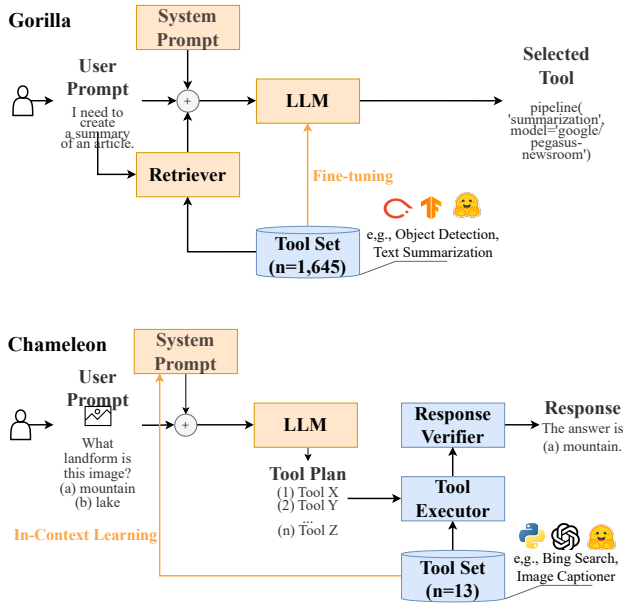 Gorilla
System
Prompt
User
Prompt
I need to
create
a summary
of an article.
+
LLM
Selected
Tool
pipeline(
'summarization',
model='google/
pegasus-
newsroom')
Retriever
Fine-tuning
Tool Set
(n=1,645)
e,g., Object Detection,
Text Summarization
Chameleon
System
Prompt
User
Prompt
What
landform is
this image?
(a) mountain
(b) lake
+
LLM
Tool Plan
(1) Tool X
(2) Tool Y
...
(n) Tool Z
Response
Verifier
Response
The answer is
(a) mountain.
Tool
Executor
In-Context Learning
Tool Set
(n=13)
e,g., Bing Search,
Image Captioner